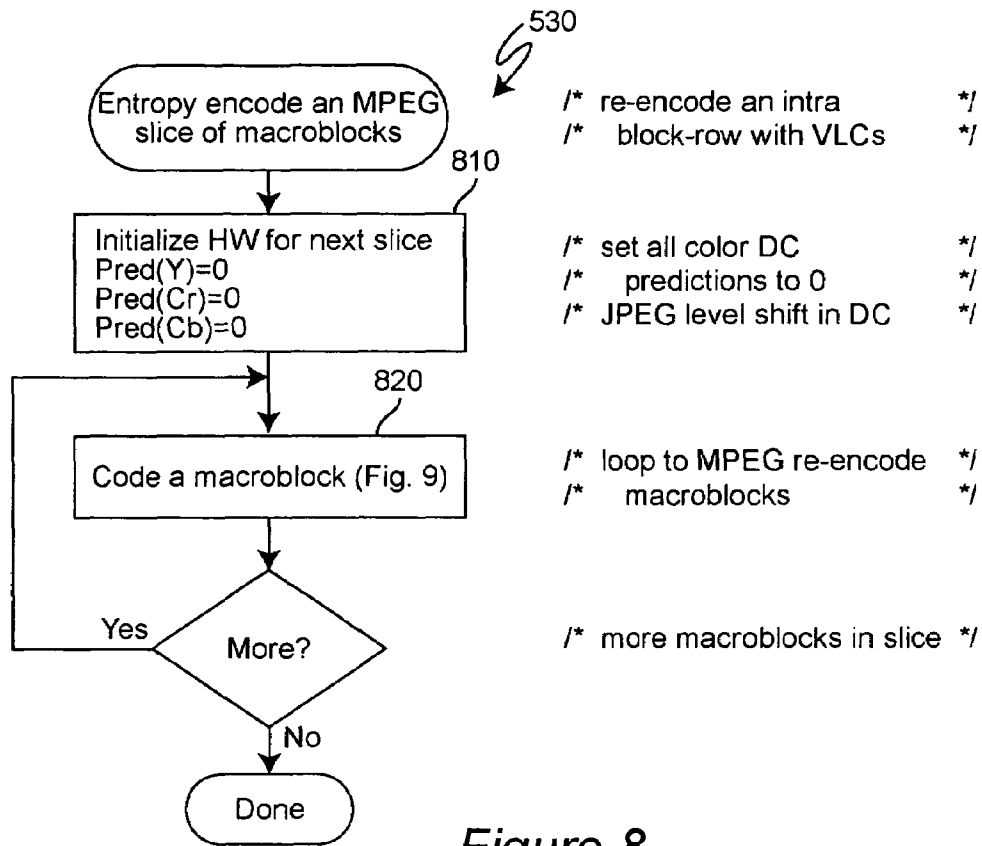 530
Entropy encode an MPEG
slice of macroblocks
/* re-encode an intra */
/* block-row with VLCs */
810
Initialize HW for next slice
Pred(Y)=0
Pred(Cr)=0
Pred(Cb)=0
/* set all color DC */
/* predictions to 0 */
/* JPEG level shift in DC */
820
Code a macroblock (Fig. 9)
/* loop to MPEG re-encode */
/* macroblocks */
Yes
More?
/* more macroblocks in slice */
No
Done
Figure 8